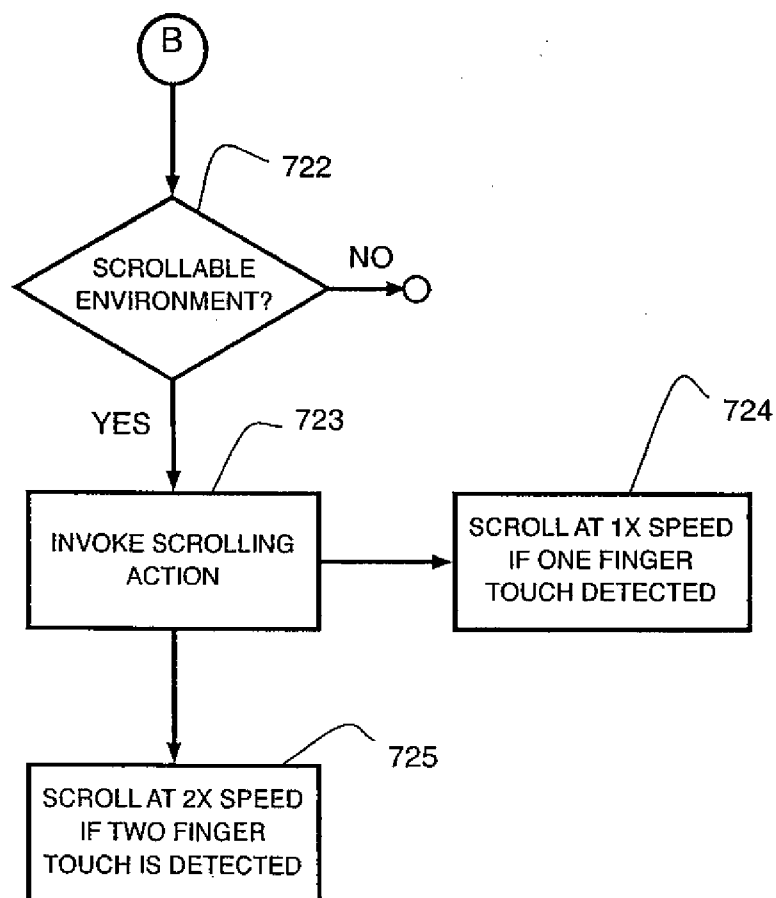 B
722
SCROLLABLE
ENVIRONMENT?
NO
YES
723
724
INVOKE SCROLLING
ACTION
SCROLL AT 1X SPEED
IF ONE FINGER
TOUCH DETECTED
725
SCROLL AT 2X SPEED
IF TWO FINGER
TOUCH IS DETECTED